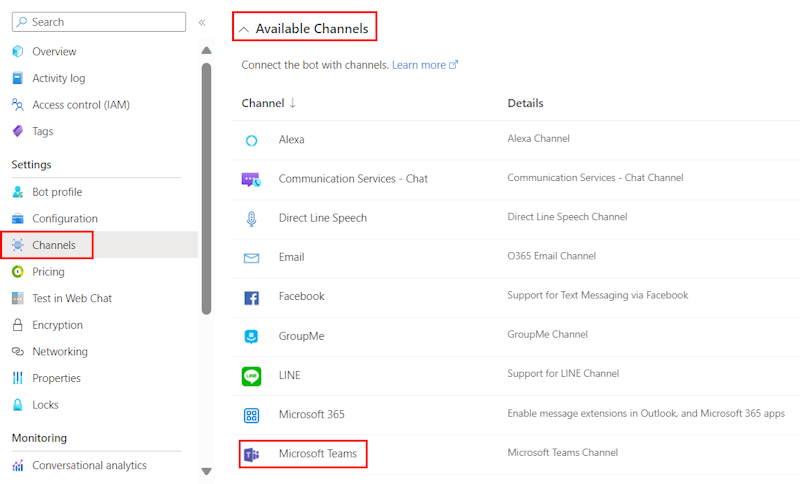 Search
«
Overview
Activity log
Access control (IAM)
Tags
Settings
Bot profile
Configuration
Channels
Pricing
Test in Web Chat
Encryption
Networking
Properties
Locks
Monitoring
Conversational analytics
Available Channels
Connect the bot with channels. Learn more
Channel ↓ Details
Alexa Alexa Channel
Communication Services - Chat Communication Services - Chat Channel
Direct Line Speech Direct Line Speech Channel
Email O365 Email Channel
Facebook Support for Text Messaging via Facebook
GroupMe GroupMe Channel
LINE Support for LINE Channel
Microsoft 365 Enable message extensions in Outlook, and Microsoft 365 apps
Microsoft Teams Microsoft Teams Channel